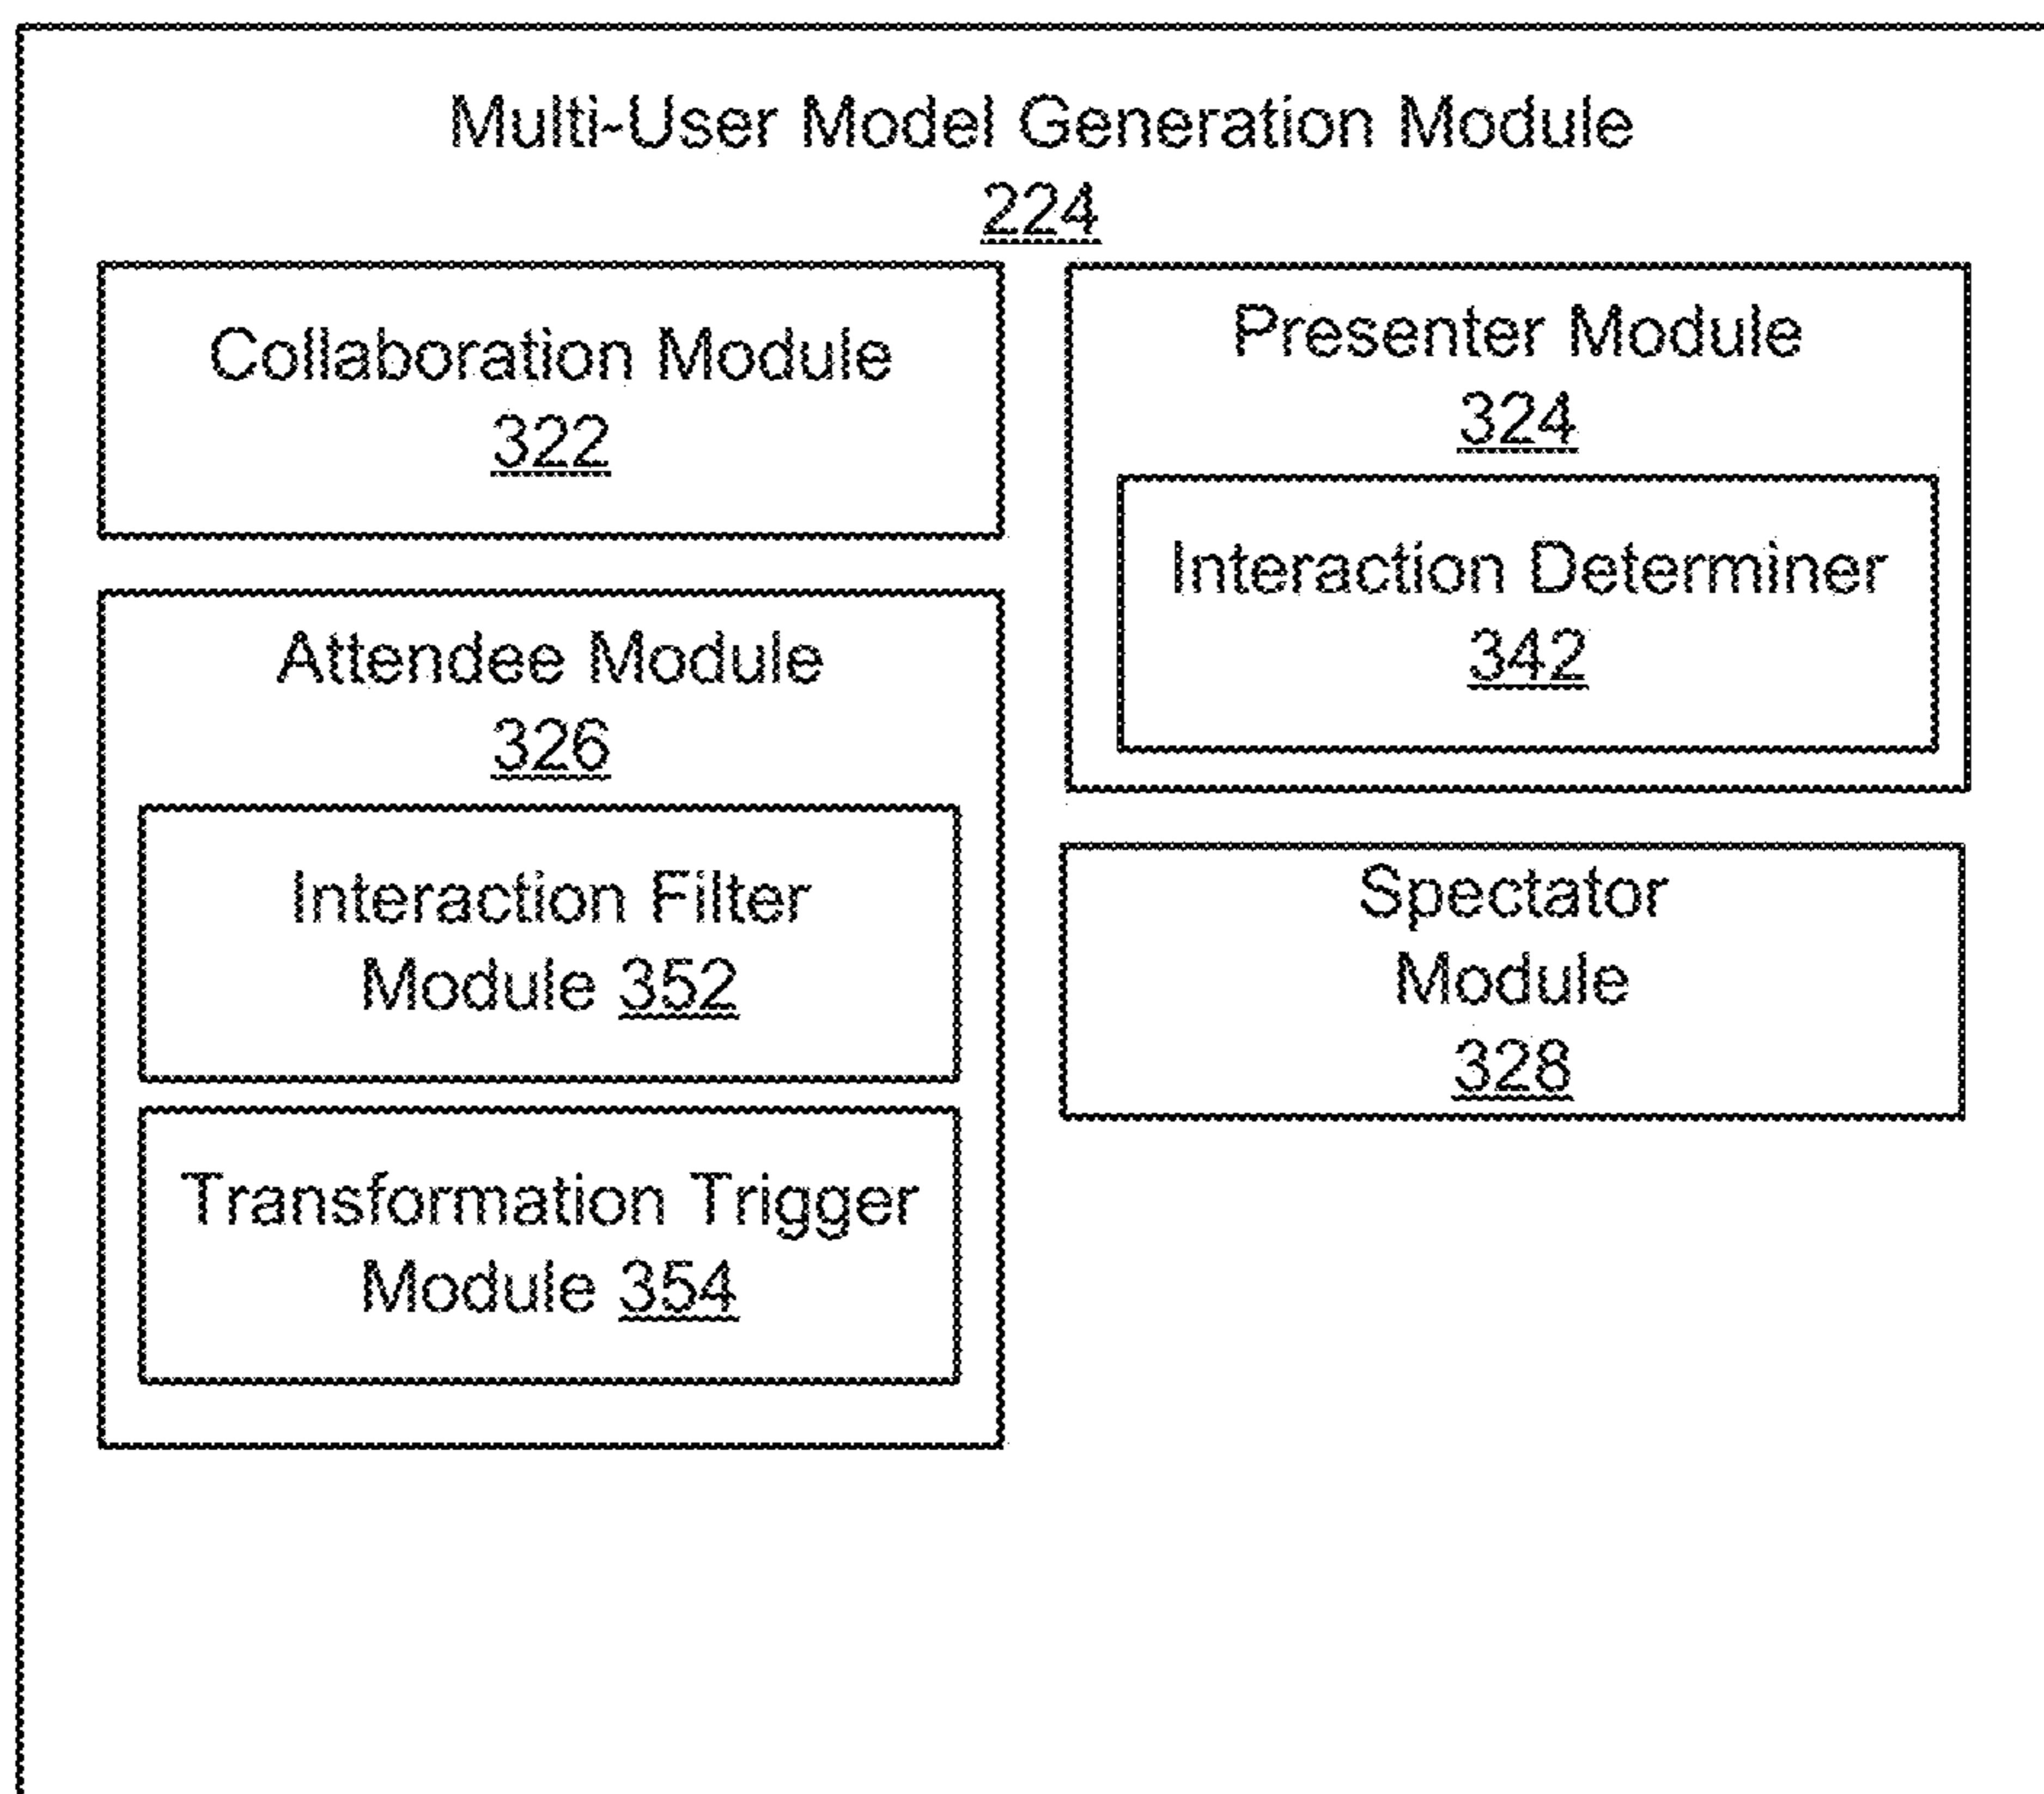 Multi-User Model Generation Module
224
Collaboration Module
322
Attendee Module
326
Interaction Filter
Module 352
Transformation Trigger
Module 354
Presenter Module
324
Interaction Determiner
342
Spectator
Module
328